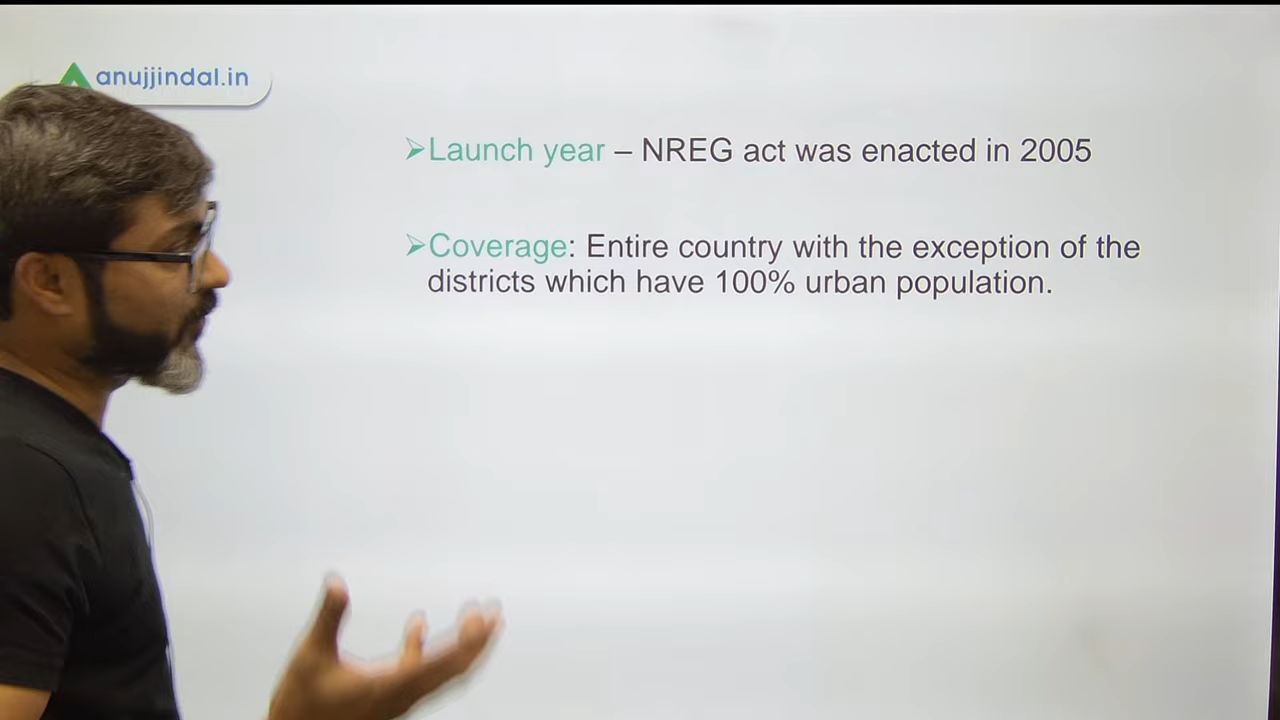 anujjindal.in
➢Launch year – NREG act was enacted in 2005
➢Coverage: Entire country with the exception of the
districts which have 100% urban population.